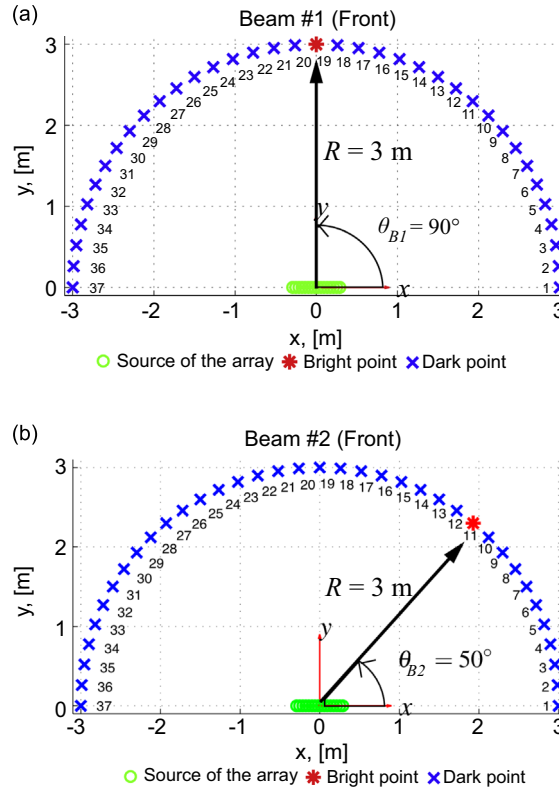 (a)
Beam #1 (Front)
3
2
1
0
y, [m]
37 36 35 34 33 32 31 30 29 28 27 26 25 24 23 22 21 20 19 18 17 16 15 14 13 12 11 10 9 8 7 6 5 4 3 2 1
R = 3 m
y
θB1 = 90°
x
-3 -2 -1 0 1 2 3
x, [m]
Source of the array Bright point Dark point
(b)
Beam #2 (Front)
3
2
1
0
y, [m]
37 36 35 34 33 32 31 30 29 28 27 26 25 24 23 22 21 20 19 18 17 16 15 14 13 12 11 10 9 8 7 6 5 4 3 2 1
R = 3 m
y
θB2 = 50°
x
-3 -2 -1 0 1 2 3
x, [m]
Source of the array Bright point Dark point